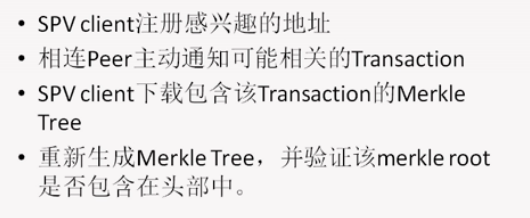 • SPV client注册感兴趣的地址
• 相连Peer主动通知可能相关的Transaction
• SPV client下载包含该Transaction的Merkle
Tree
• 重新生成Merkle Tree，并验证该merkle root
是否包含在头部中。